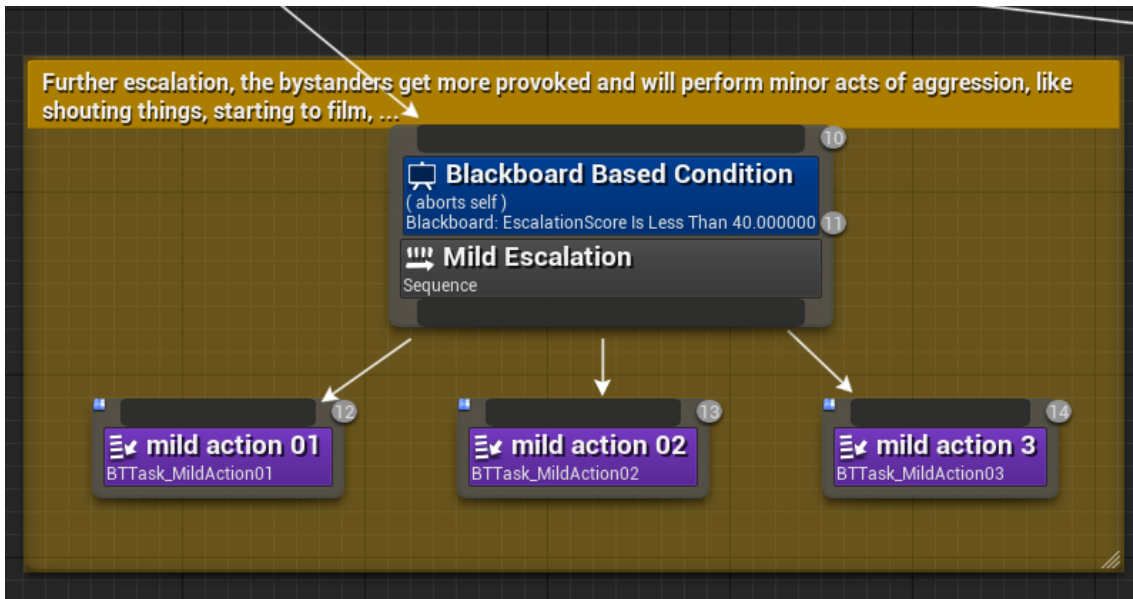 Further escalation, the bystanders get more provoked and will perform minor acts of aggression, like
shouting things, starting to film, ...
10
Blackboard Based Condition
( aborts self )
Blackboard: EscalationScore Is Less Than 40.000000
11
Mild Escalation
Sequence
12
mild action 01
BTTask_MildAction01
13
mild action 02
BTTask_MildAction02
14
mild action 3
BTTask_MildAction03